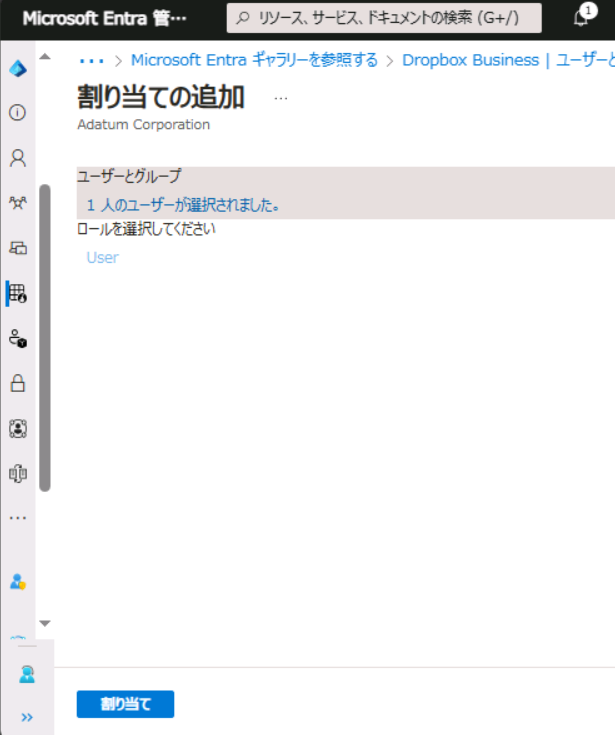 Microsoft Entra 管…
リソース、サービス、ドキュメントの検索 (G+/)
1
… > Microsoft Entra ギャラリーを参照する > Dropbox Business | ユーザーと
割り当ての追加 …
Adatum Corporation
ユーザーとグループ
1 人のユーザーが選択されました。
ロールを選択してください
User
割り当て